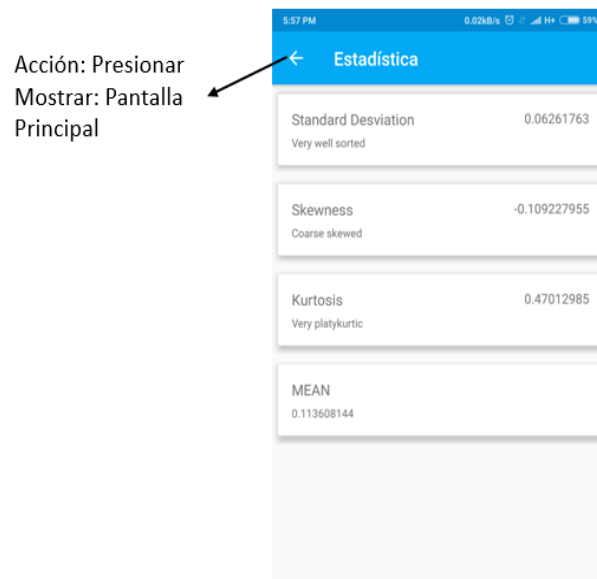 Acción: Presionar
Mostrar: Pantalla
Principal
5:57 PM 0.02kB/s H+ 59%
Estadística
Standard Desviation 0.06261763
Very well sorted
Skewness -0.109227955
Coarse skewed
Kurtosis 0.47012985
Very platykurtic
MEAN
0.113608144